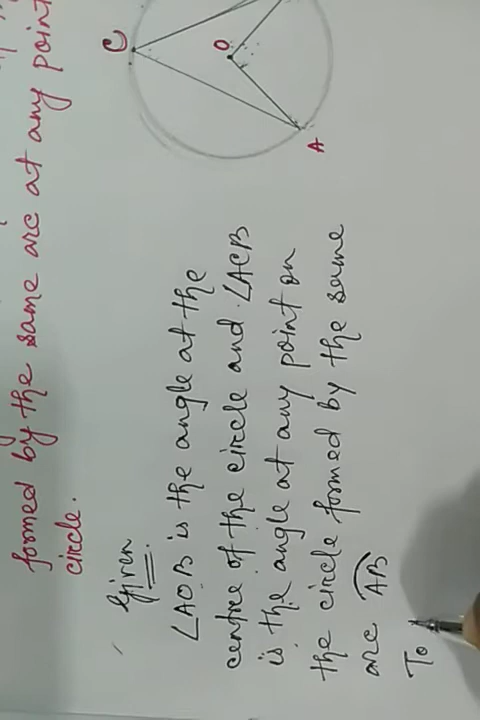 formed by the same arc at any point
circle.
C
O
A
Given
∠AOB is the angle at the
centre of the circle and ∠ACB
is the angle at any point on
the circle formed by the same
arc AB
To